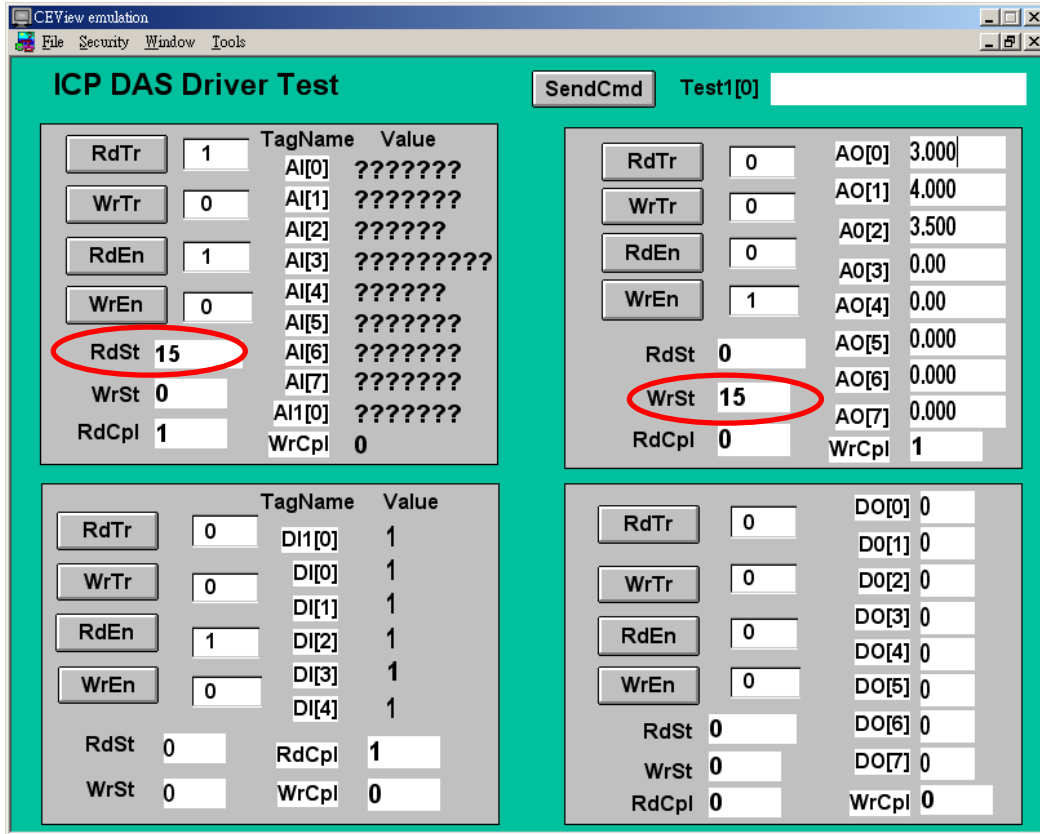 CEView emulation
File Security Window Tools
ICP DAS Driver Test
SendCmd Test1[0]
TagName Value
RdTr 1 AI[0] ???????
WrTr 0 AI[1] ???????
AI[2] ??????
RdEn 1 AI[3] ?????????
WrEn 0 AI[4] ??????
AI[5] ???????
RdSt 15 AI[6] ???????
WrSt 0 AI[7] ???????
RdCpl 1 AI1[0] ???????
WrCpl 0
RdTr 0 AO[0] 3.000
WrTr 0 AO[1] 4.000
A0[2] 3.500
RdEn 0 A0[3] 0.00
WrEn 1 AO[4] 0.00
RdSt 0 AO[5] 0.000
WrSt 15 AO[6] 0.000
AO[7] 0.000
RdCpl 0 WrCpl 1
TagName Value
RdTr 0 DI1[0] 1
WrTr 0 DI[0] 1
DI[1] 1
RdEn 1 DI[2] 1
WrEn 0 DI[3] 1
DI[4] 1
RdSt 0 RdCpl 1
WrSt 0 WrCpl 0
DO[0] 0
RdTr 0 D0[1] 0
WrTr 0 D0[2] 0
DO[3] 0
RdEn 0 DO[4] 0
WrEn 0 DO[5] 0
RdSt 0 DO[6] 0
WrSt 0 DO[7] 0
RdCpl 0 WrCpl 0